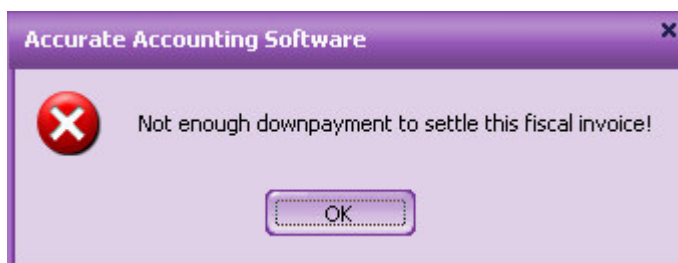 Accurate Accounting Software
Not enough downpayment to settle this fiscal invoice!
OK